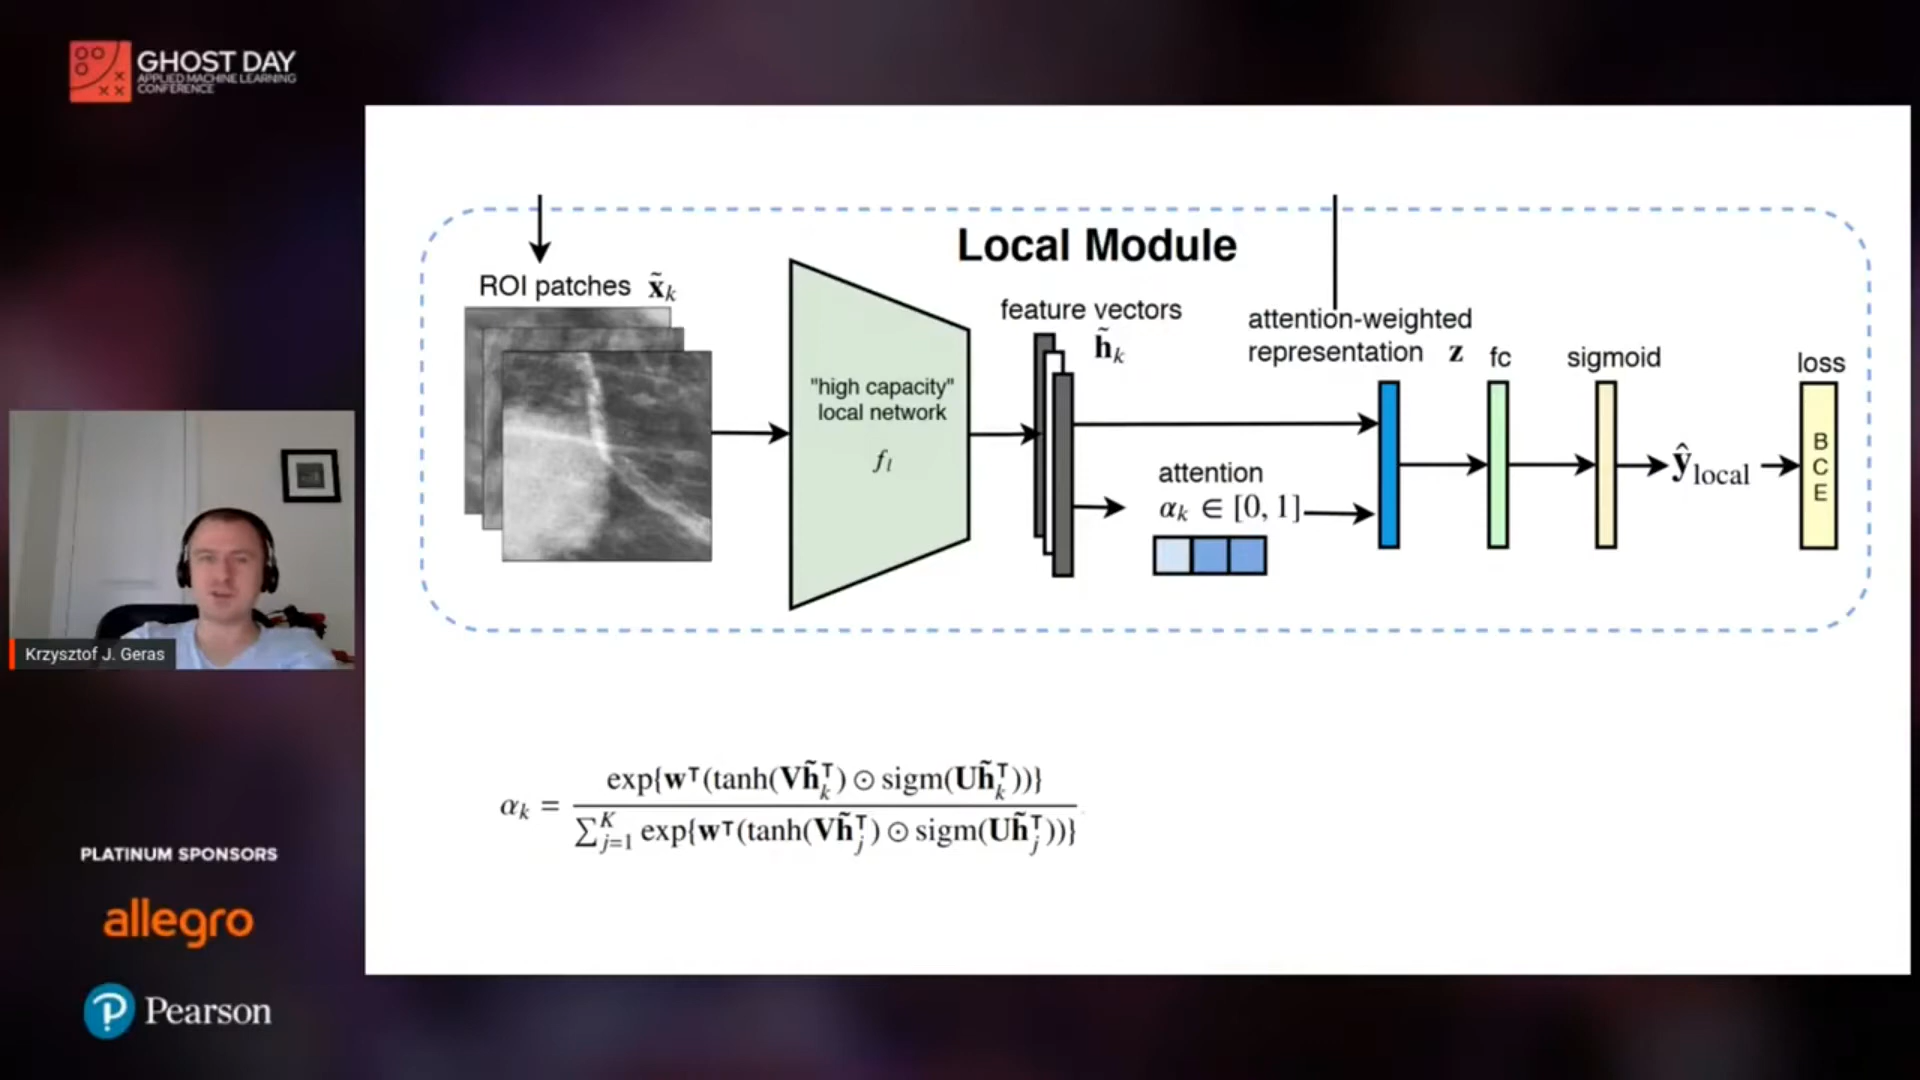 GHOST DAY
APPLIED MACHINE LEARNING
CONFERENCE
Local Module
ROI patches x̃ₖ
"high capacity"
local network
fₗ
feature vectors
h̃ₖ
attention
αₖ ∈ [0, 1]
attention-weighted
representation z
fc
sigmoid
ŷ local
loss
B
C
E
Krzysztof J. Geras
αₖ = exp{wᵀ(tanh(Vh̃ₖᵀ) ⊙ sigm(Uh̃ₖᵀ))}
∑ⱼ₌₁ᴷ exp{wᵀ(tanh(Vh̃ⱼᵀ) ⊙ sigm(Uh̃ⱼᵀ))}
PLATINUM SPONSORS
allegro
P Pearson